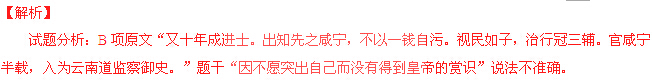 【解析】
试题分析：B 项原文“又十年成进士。出知先之咸宁，不以一钱自污。视民如子，治行冠三辅。官咸宁
半载，入为云南道监察御史。”题干“因不愿突出自己而没有得到皇帝的赏识”说法不准确。